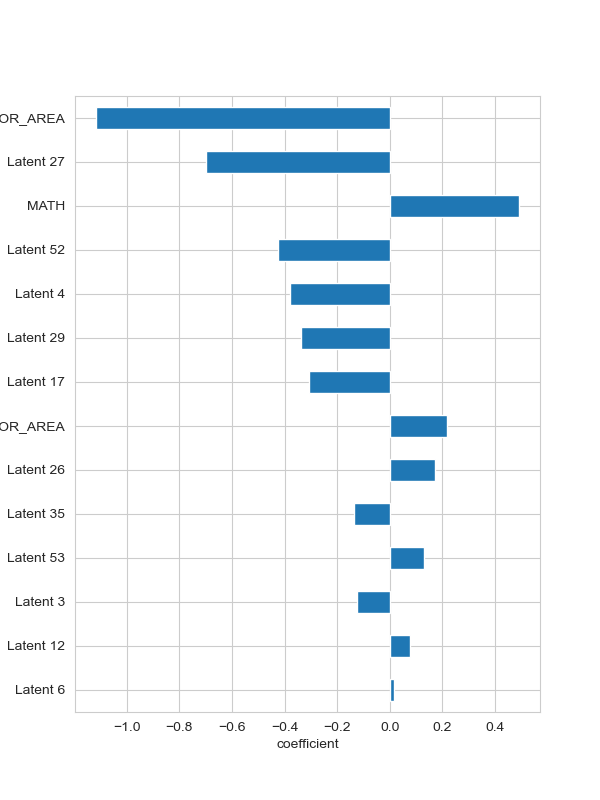 OR_AREA
Latent 27
MATH
Latent 52
Latent 4
Latent 29
Latent 17
OR_AREA
Latent 26
Latent 35
Latent 53
Latent 3
Latent 12
Latent 6
−1.0 −0.8 −0.6 −0.4 −0.2 0.0 0.2 0.4
coefficient